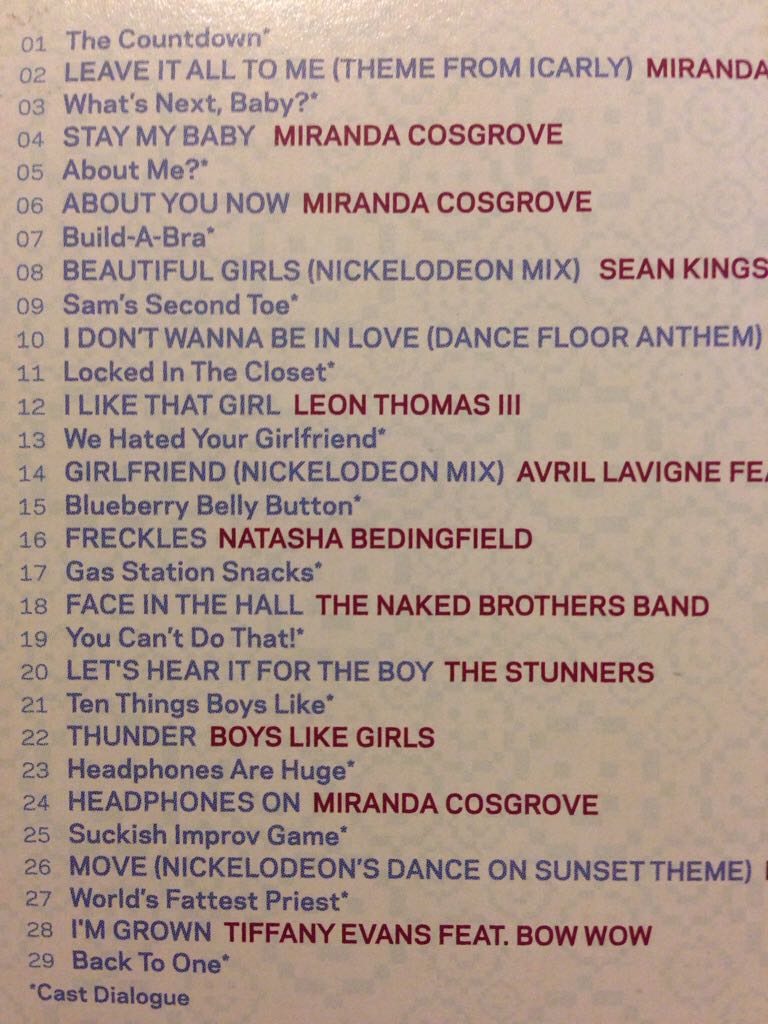 01 The Countdown*
02 LEAVE IT ALL TO ME (THEME FROM ICARLY) MIRANDA
03 What's Next, Baby?*
04 STAY MY BABY MIRANDA COSGROVE
05 About Me?*
06 ABOUT YOU NOW MIRANDA COSGROVE
07 Build-A-Bra*
08 BEAUTIFUL GIRLS (NICKELODEON MIX) SEAN KINGS
09 Sam's Second Toe*
10 I DON'T WANNA BE IN LOVE (DANCE FLOOR ANTHEM)
11 Locked In The Closet*
12 I LIKE THAT GIRL LEON THOMAS III
13 We Hated Your Girlfriend*
14 GIRLFRIEND (NICKELODEON MIX) AVRIL LAVIGNE FEA
15 Blueberry Belly Button*
16 FRECKLES NATASHA BEDINGFIELD
17 Gas Station Snacks*
18 FACE IN THE HALL THE NAKED BROTHERS BAND
19 You Can't Do That!*
20 LET'S HEAR IT FOR THE BOY THE STUNNERS
21 Ten Things Boys Like*
22 THUNDER BOYS LIKE GIRLS
23 Headphones Are Huge*
24 HEADPHONES ON MIRANDA COSGROVE
25 Suckish Improv Game*
26 MOVE (NICKELODEON'S DANCE ON SUNSET THEME)
27 World's Fattest Priest*
28 I'M GROWN TIFFANY EVANS FEAT. BOW WOW
29 Back To One*
*Cast Dialogue